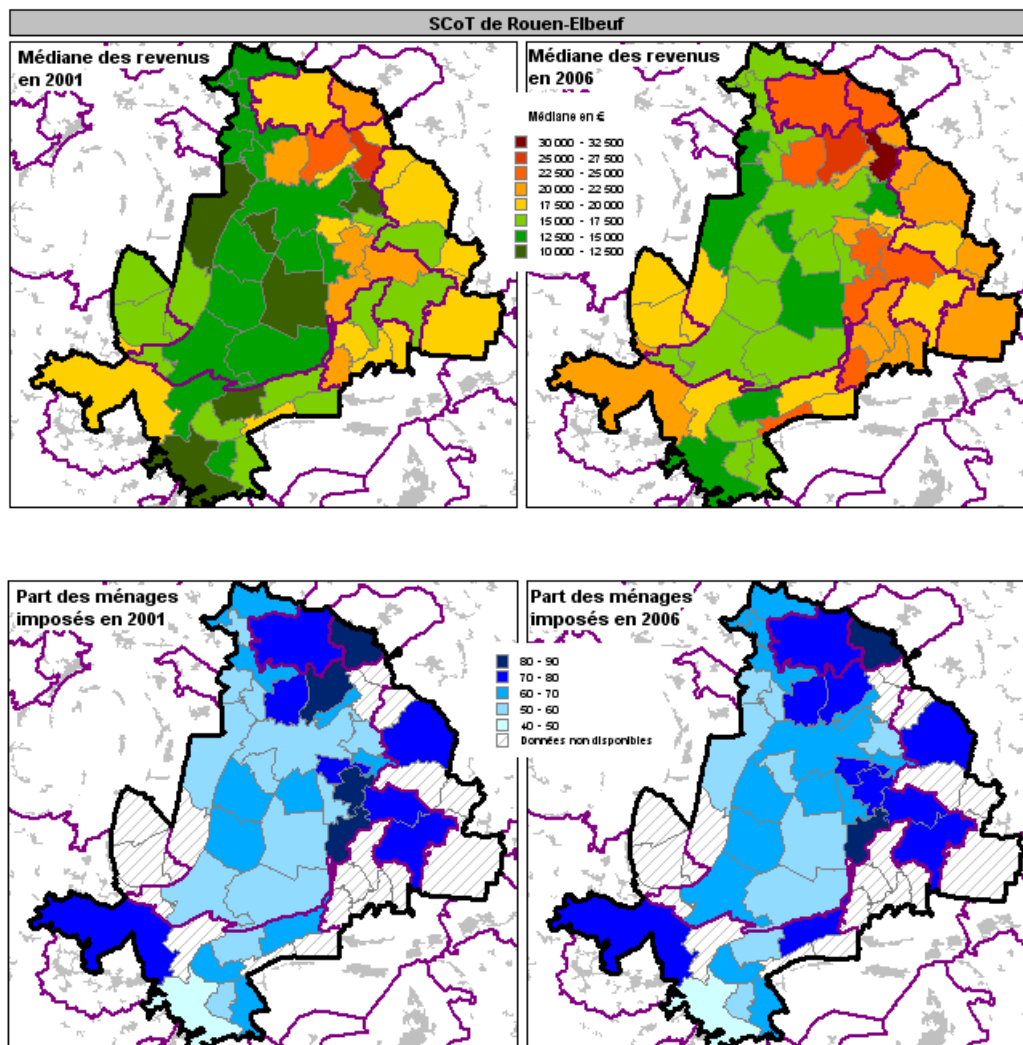 SCoT de Rouen-Elbeuf
Médiane des revenus
en 2001
Médiane des revenus
en 2006
Médiane en €
30 000 - 32 500
25 000 - 27 500
22 500 - 25 000
20 000 - 22 500
17 500 - 20 000
15 000 - 17 500
12 500 - 15 000
10 000 - 12 500
Part des ménages
imposés en 2001
Part des ménages
imposés en 2006
80 - 90
70 - 80
60 - 70
50 - 60
40 - 50
Données non disponibles